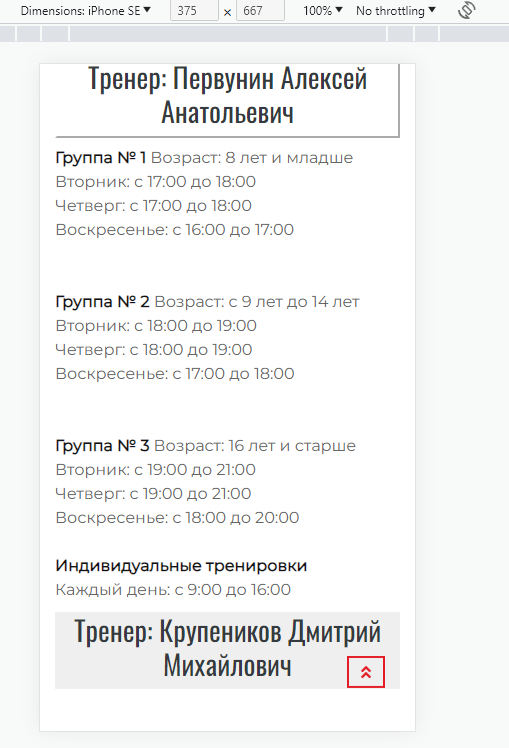 Dimensions: iPhone SE 375 × 667 100% No throttling
Тренер: Первунин Алексей
Анатольевич
Группа № 1 Возраст: 8 лет и младше
Вторник: с 17:00 до 18:00
Четверг: с 17:00 до 18:00
Воскресенье: с 16:00 до 17:00
Группа № 2 Возраст: с 9 лет до 14 лет
Вторник: с 18:00 до 19:00
Четверг: с 18:00 до 19:00
Воскресенье: с 17:00 до 18:00
Группа № 3 Возраст: 16 лет и старше
Вторник: с 19:00 до 21:00
Четверг: с 19:00 до 21:00
Воскресенье: с 18:00 до 20:00
Индивидуальные тренировки
Каждый день: с 9:00 до 16:00
Тренер: Крупеников Дмитрий
Михайлович